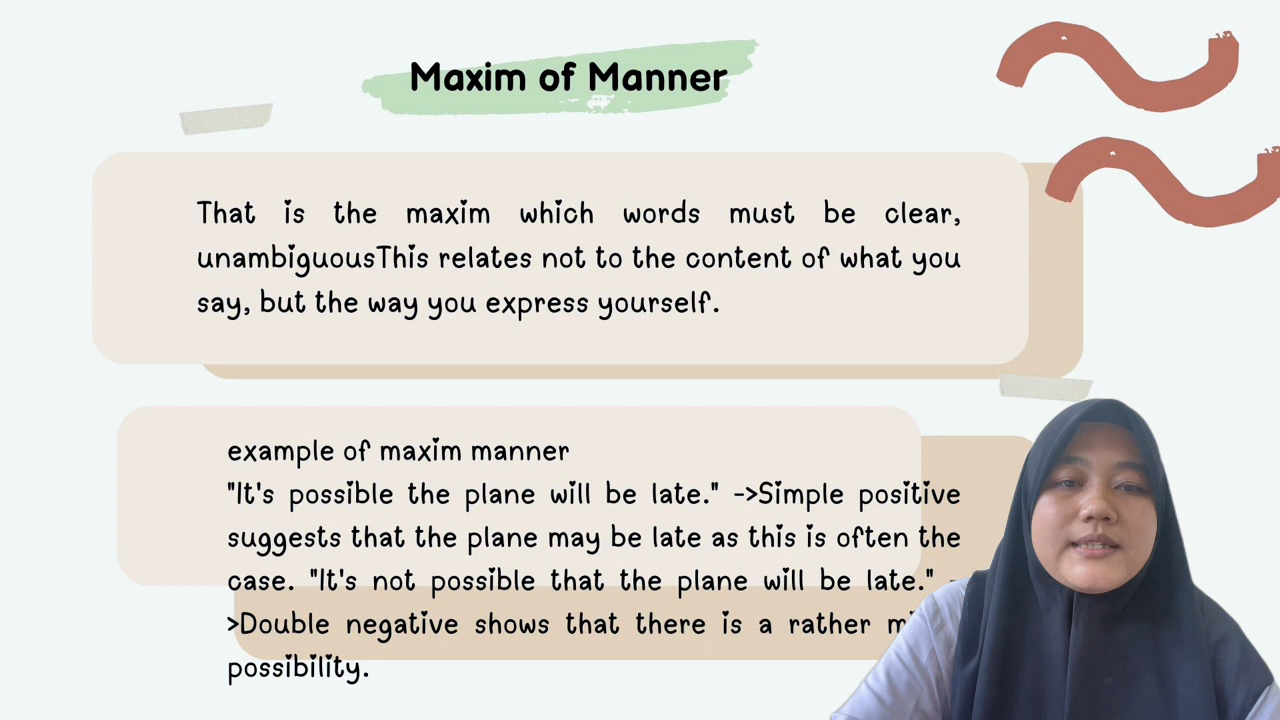 Maxim of Manner
That is the maxim which words must be clear,
unambiguousThis relates not to the content of what you
say, but the way you express yourself.
example of maxim manner
"It's possible the plane will be late." ->Simple positive
suggests that the plane may be late as this is often the
case. "It's not possible that the plane will be late." -
>Double negative shows that there is a rather
possibility.